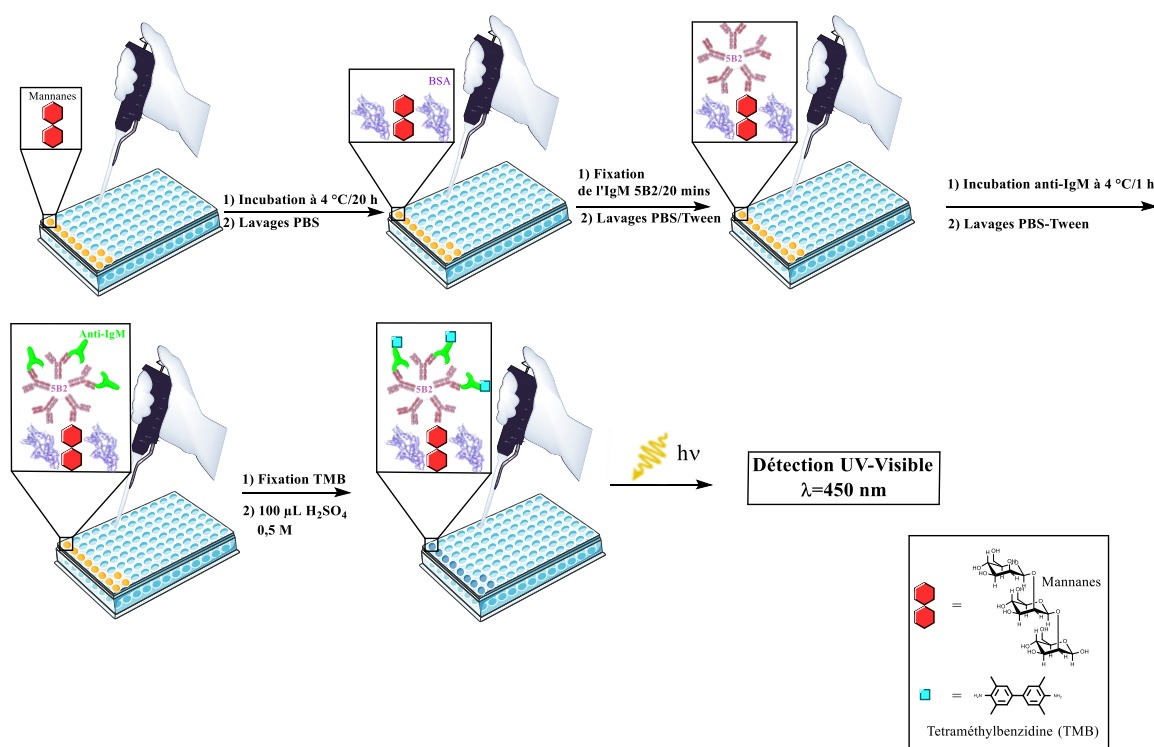 Mannanes
1) Incubation à 4 °C/20 h
2) Lavages PBS
BSA
1) Fixation
de l'IgM 5B2/20 mins
2) Lavages PBS/Tween
5B2
1) Incubation anti-IgM à 4 °C/1 h
2) Lavages PBS-Tween
Anti-IgM
5B2
1) Fixation TMB
2) 100 µL H₂SO₄
0,5 M
5B2
hν
Détection UV-Visible
λ=450 nm
Mannanes
=
=
H₂N
NH₂
Tetraméthylbenzidine (TMB)